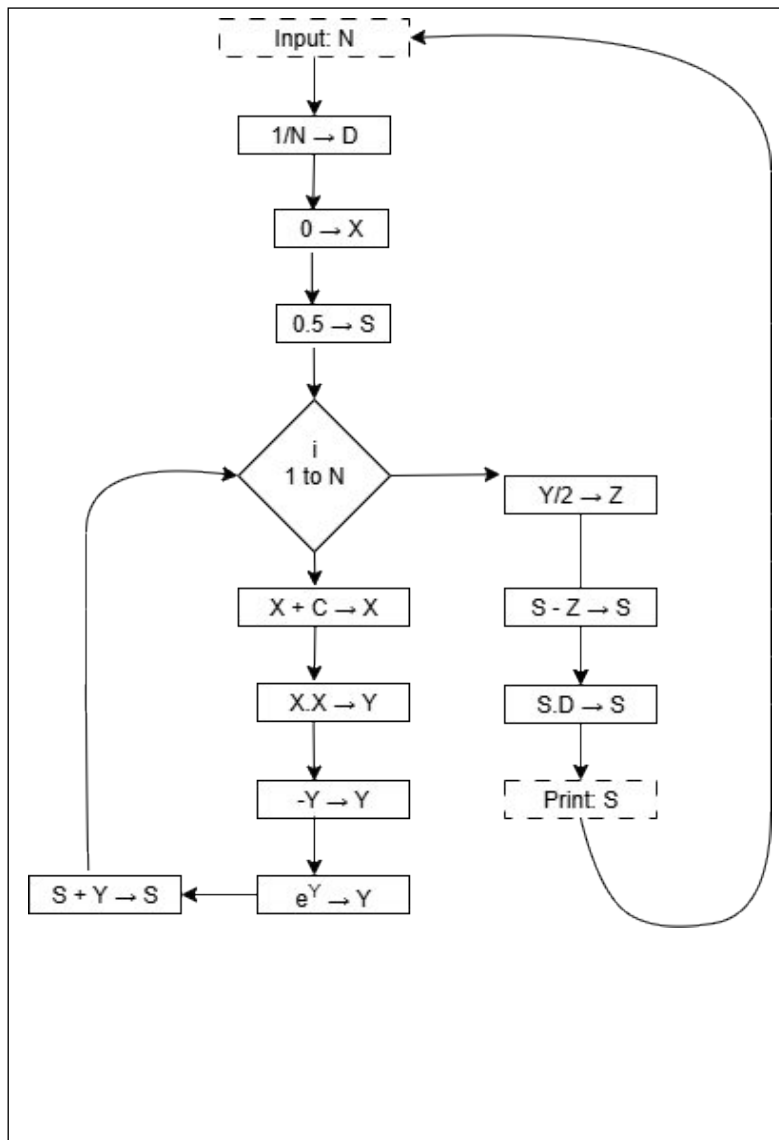 Input: N
1/N → D
0 → X
0.5 → S
i
1 to N
X + C → X
X.X → Y
-Y → Y
e^Y → Y
S + Y → S
Y/2 → Z
S - Z → S
S.D → S
Print: S